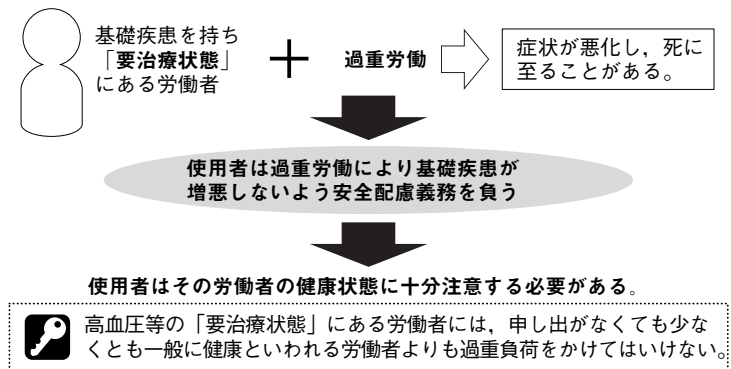 基礎疾患を持ち
「要治療状態」
にある労働者
＋
過重労働
症状が悪化し，死に
至ることがある。
使用者は過重労働により基礎疾患が
増悪しないよう安全配慮義務を負う
使用者はその労働者の健康状態に十分注意する必要がある。
高血圧等の「要治療状態」にある労働者には，申し出がなくても少な
くとも一般に健康といわれる労働者よりも過重負荷をかけてはいけない。